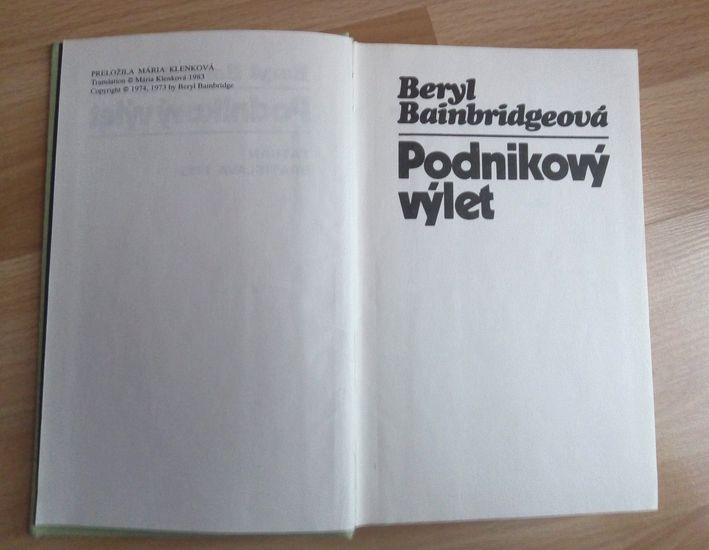 PRELOŽILA MÁRIA KLENKOVÁ
Translation © Mária Klenková 1983
Copyright © 1974, 1973 by Beryl Bainbridge
Beryl
Bainbridgeová
Podnikový
výlet